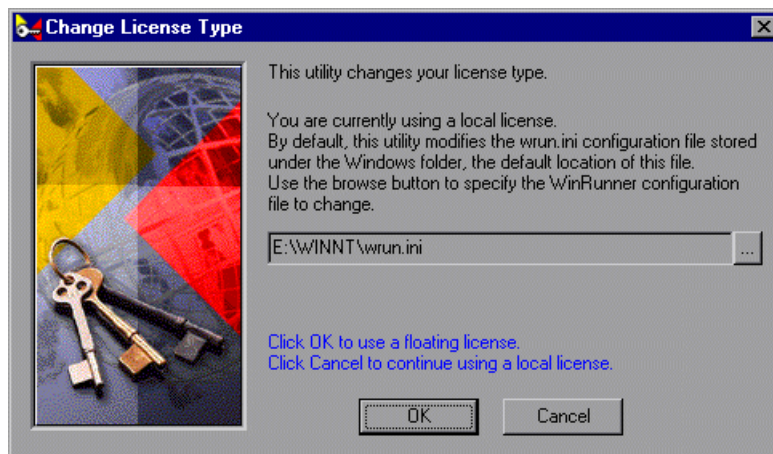 Change License Type
This utility changes your license type.
You are currently using a local license.
By default, this utility modifies the wrun.ini configuration file stored
under the Windows folder, the default location of this file.
Use the browse button to specify the WinRunner configuration
file to change.
E:\WINNT\wrun.ini
...
Click OK to use a floating license.
Click Cancel to continue using a local license.
OK
Cancel